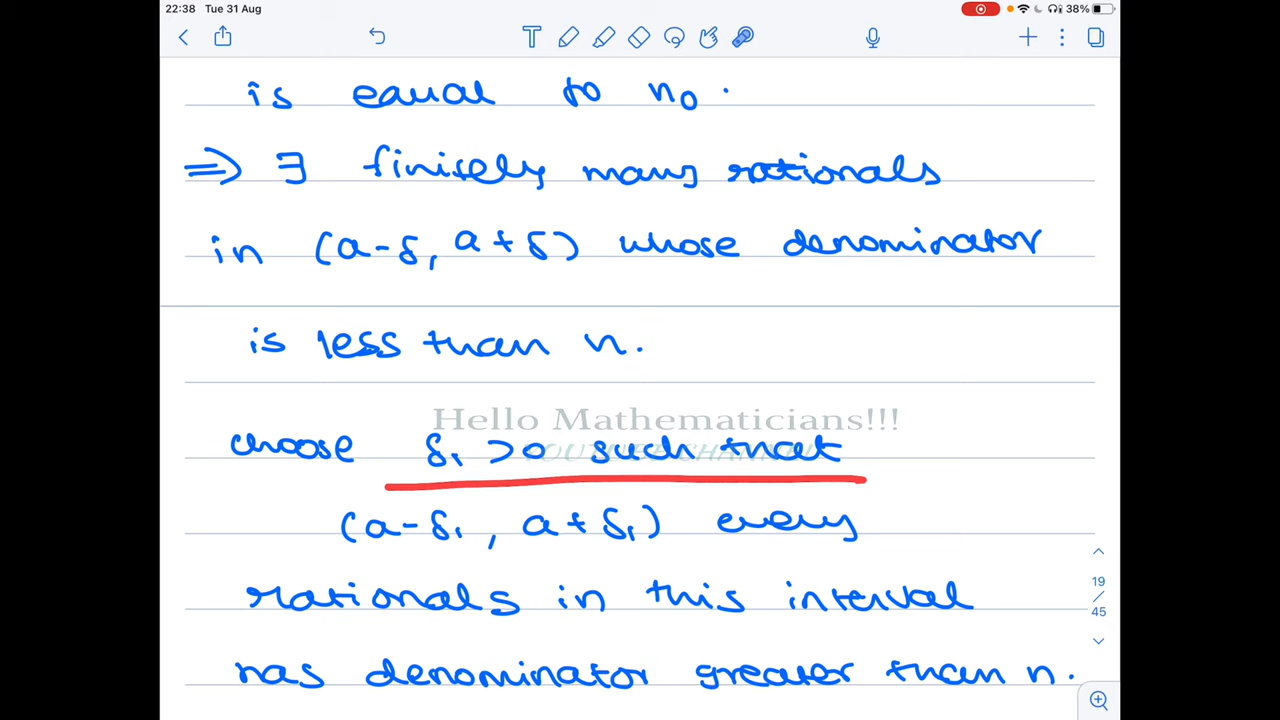 22:38 Tue 31 Aug
38%
T
is equal to n₀.
⇒ ∃ finitely many rationals
in (a-δ, a+δ) whose denominator
is less than n.
Hello Mathematicians!!!
choose δ₁ >0 such that
YOUTUBE CHANNEL
(a-δ₁, a+δ₁) every
rationals in this interval
has denominator greater than n.
19
/
45